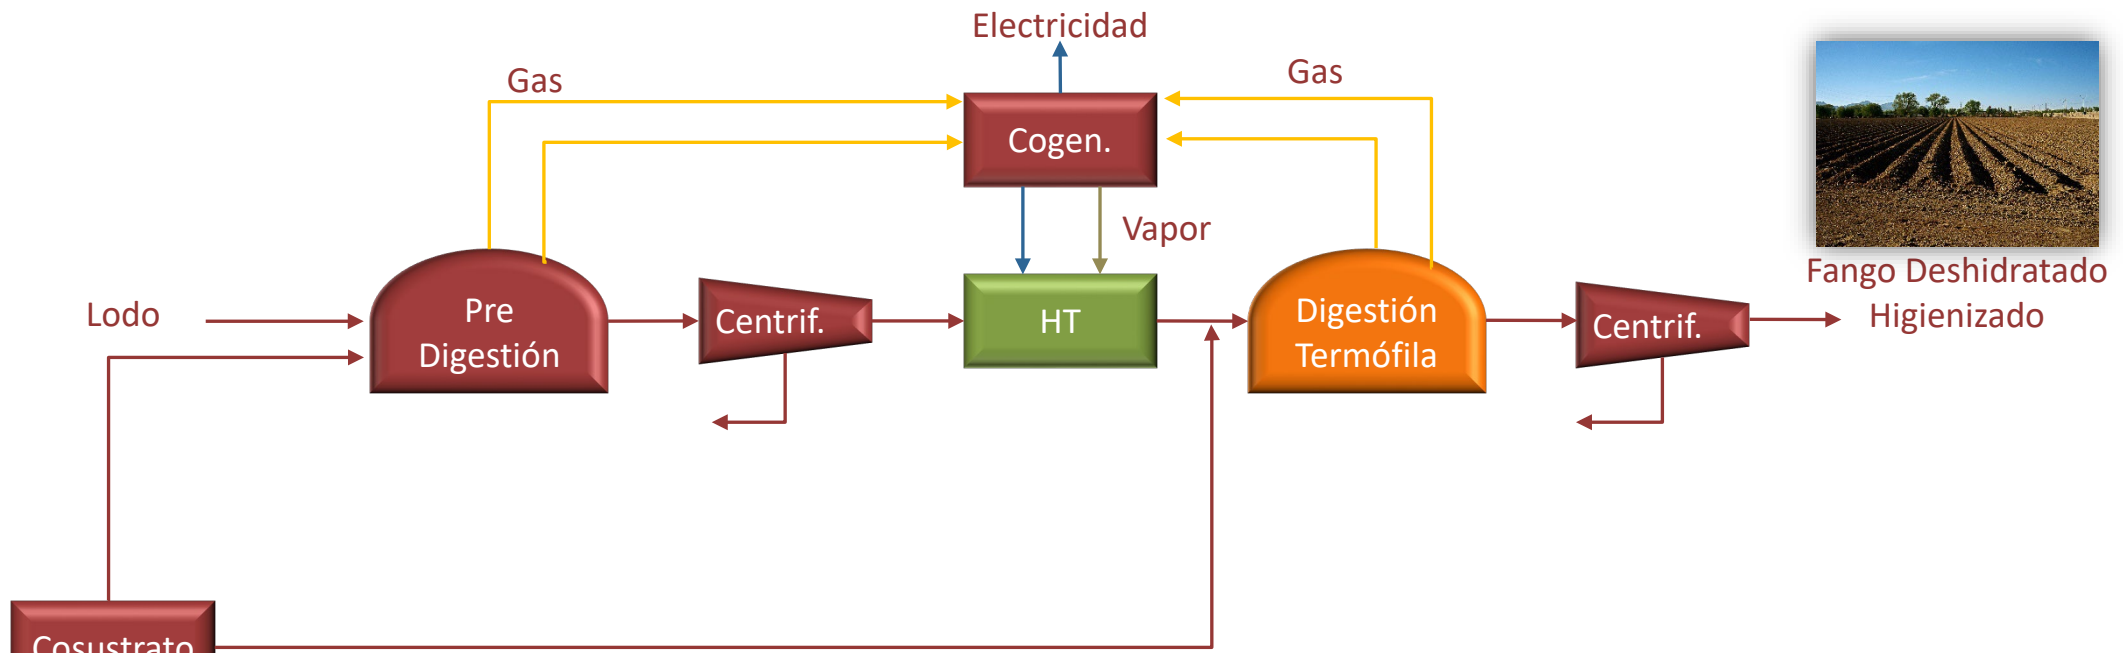 Electricidad
Gas
Gas
Cogen.
Vapor
Lodo
Pre
Digestión
Centrif.
HT
Digestión
Termófila
Centrif.
Fango Deshidratado
Higienizado
Cosustrato